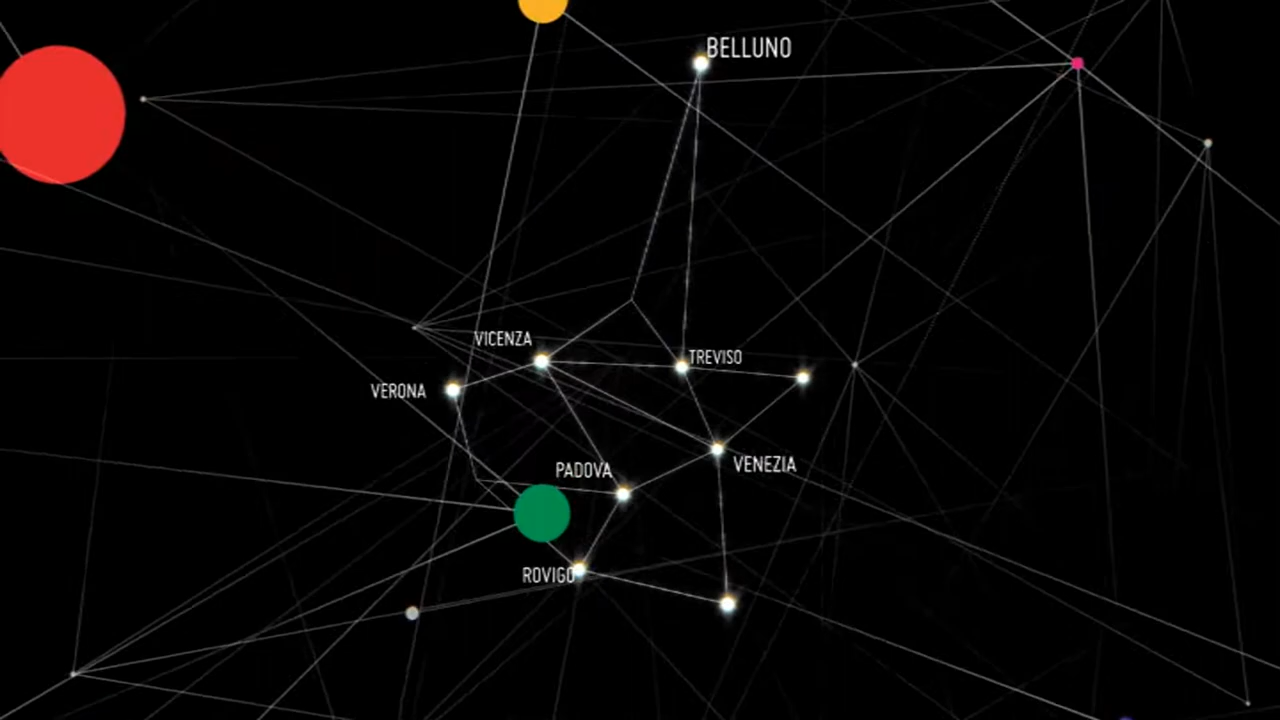 BELLUNO
VICENZA
TREVISO
VERONA
VENEZIA
PADOVA
ROVIGO